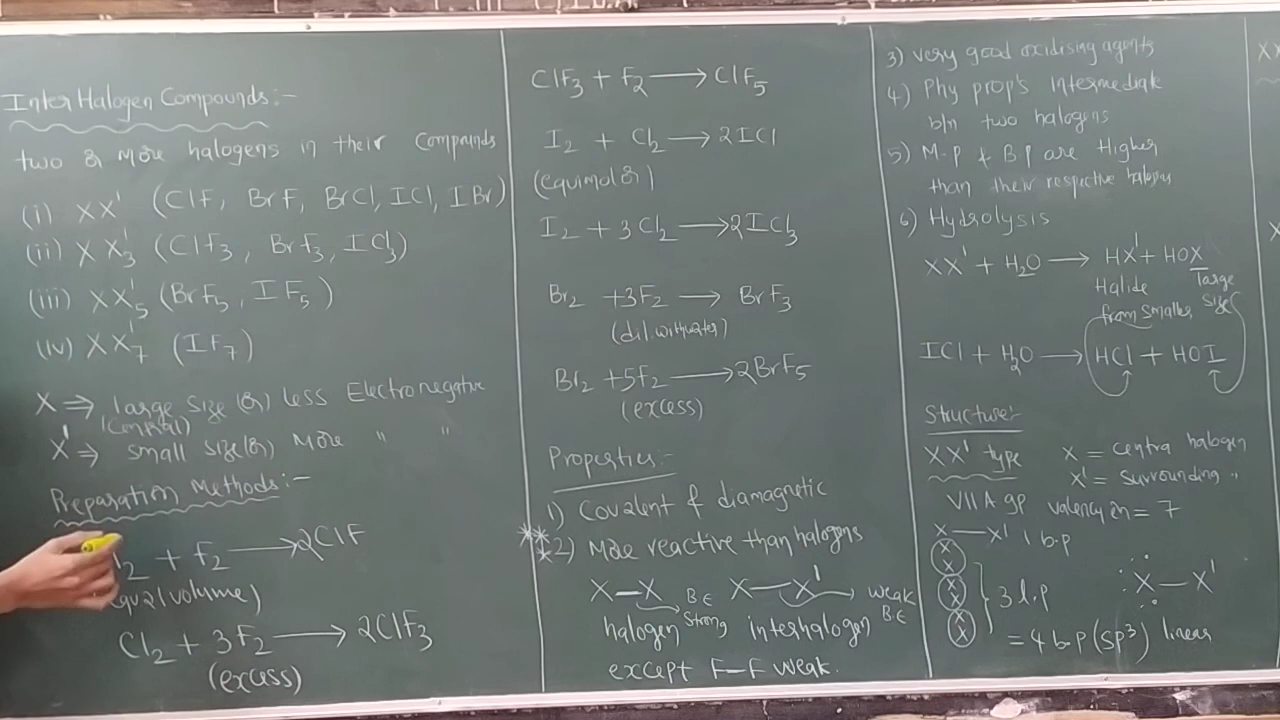 Inter Halogen Compounds:-
two & More halogens in their Compounds
(i) XX' (ClF, BrF, BrCl, ICl, IBr)
(ii) XX'3 (ClF3, BrF3, ICl3)
(iii) XX'5 (BrF5, IF5)
(iv) XX'7 (IF7)
X ⇒ large size (or) less Electronegative
(Central)
X' ⇒ small size (or) more " "
Preparation Methods:-
2 + F2 ⟶ 2ClF
equal volume)
Cl2 + 3F2 ⟶ 2ClF3
(excess)
ClF3 + F2 ⟶ ClF5
I2 + Cl2 ⟶ 2ICl
(equimolar)
I2 + 3Cl2 ⟶ 2ICl3
Br2 + 3F2 ⟶ BrF3
(dil. with water)
Br2 + 5F2 ⟶ 2BrF5
(excess)
Properties:-
1) Covalent & diamagnetic
*** 2) More reactive than halogens
X—X B.E X—X' weak
halogen Strong interhalogen B.E
except F—F weak.
3) very good oxidising agents
4) Phy prop's intermediate
b/n two halogens
5) M.P & B P are Higher
than their respective halogens
6) Hydrolysis
XX' + H2O ⟶ HX' + HOX
Halide large
from smaller size
ICl + H2O ⟶ HCl + HOI
Structure:-
XX' type X = centra halogen
X' = surrounding "
VII A gp valency en = 7
X—X' 1 b.p
X X
X X } 3 l.p X—X'
X X
= 4 b.p (sp3) linear
XX
X